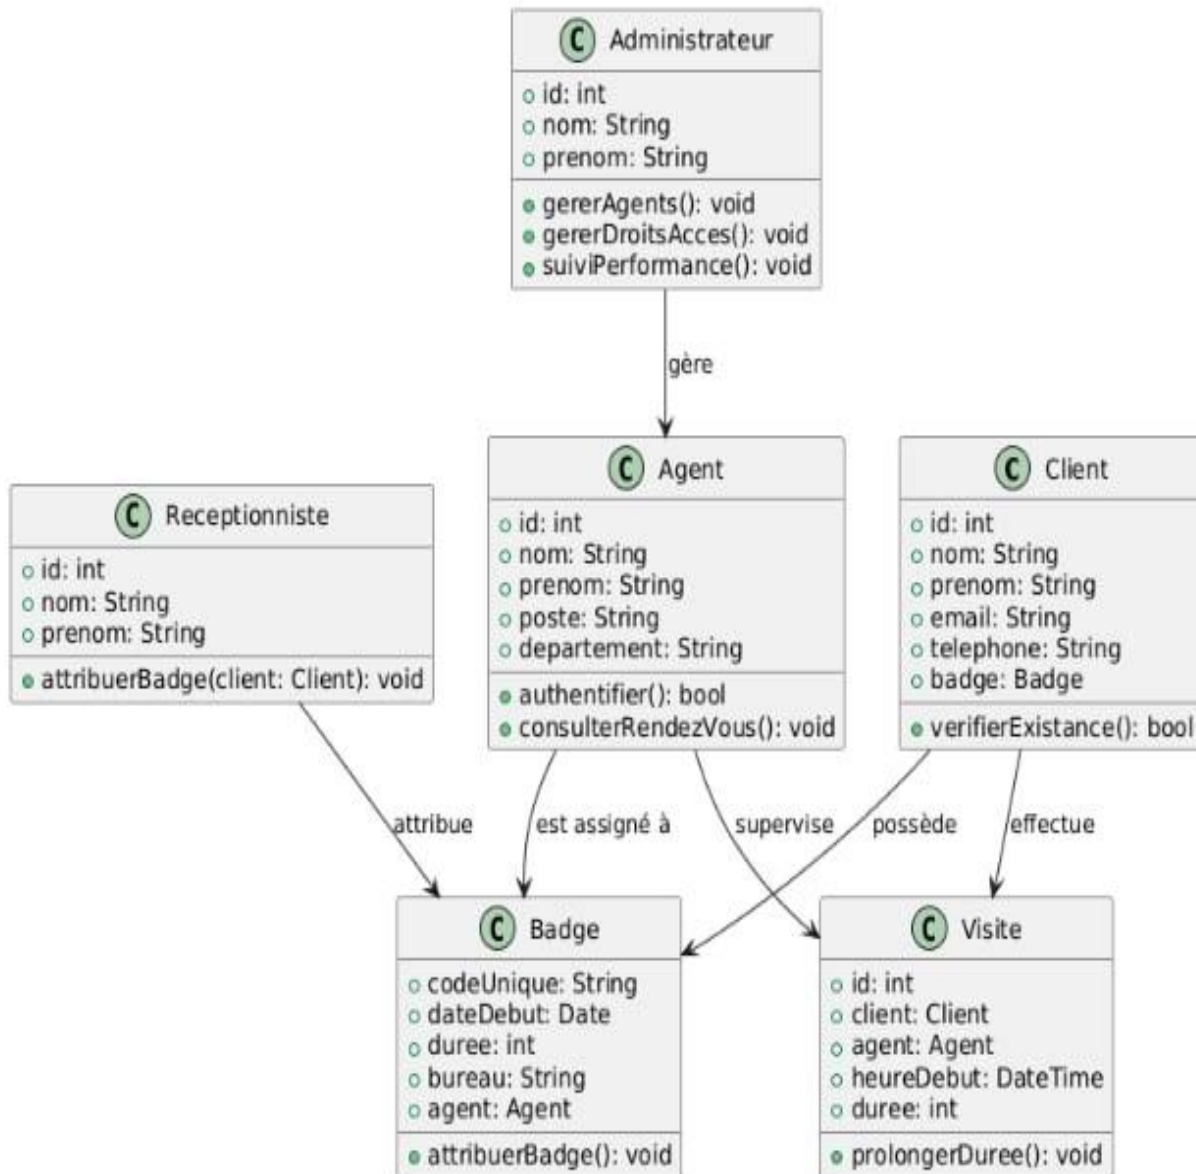 C Administrateur
id: int
nom: String
prenom: String
gererAgents(): void
gererDroitsAcces(): void
suiviPerformance(): void
gère
C Receptionniste
id: int
nom: String
prenom: String
attribuerBadge(client: Client): void
C Agent
id: int
nom: String
prenom: String
poste: String
departement: String
authentifier(): bool
consulterRendezVous(): void
C Client
id: int
nom: String
prenom: String
email: String
telephone: String
badge: Badge
verifierExistance(): bool
attribue
est assigné à
supervise
possède
effectue
C Badge
codeUnique: String
dateDebut: Date
duree: int
bureau: String
agent: Agent
attribuerBadge(): void
C Visite
id: int
client: Client
agent: Agent
heureDebut: DateTime
duree: int
prolongerDuree(): void